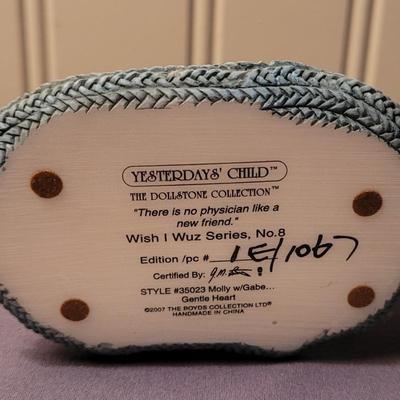 YESTERDAYS' CHILD™
THE DOLLSTONE COLLECTION™
"There is no physician like a
new friend."
Wish I Wuz Series, No.8
Edition /pc # 1E/1067
Certified By:
STYLE #35023 Molly w/Gabe...
Gentle Heart
©2007 THE BOYDS COLLECTION LTD®
HANDMADE IN CHINA